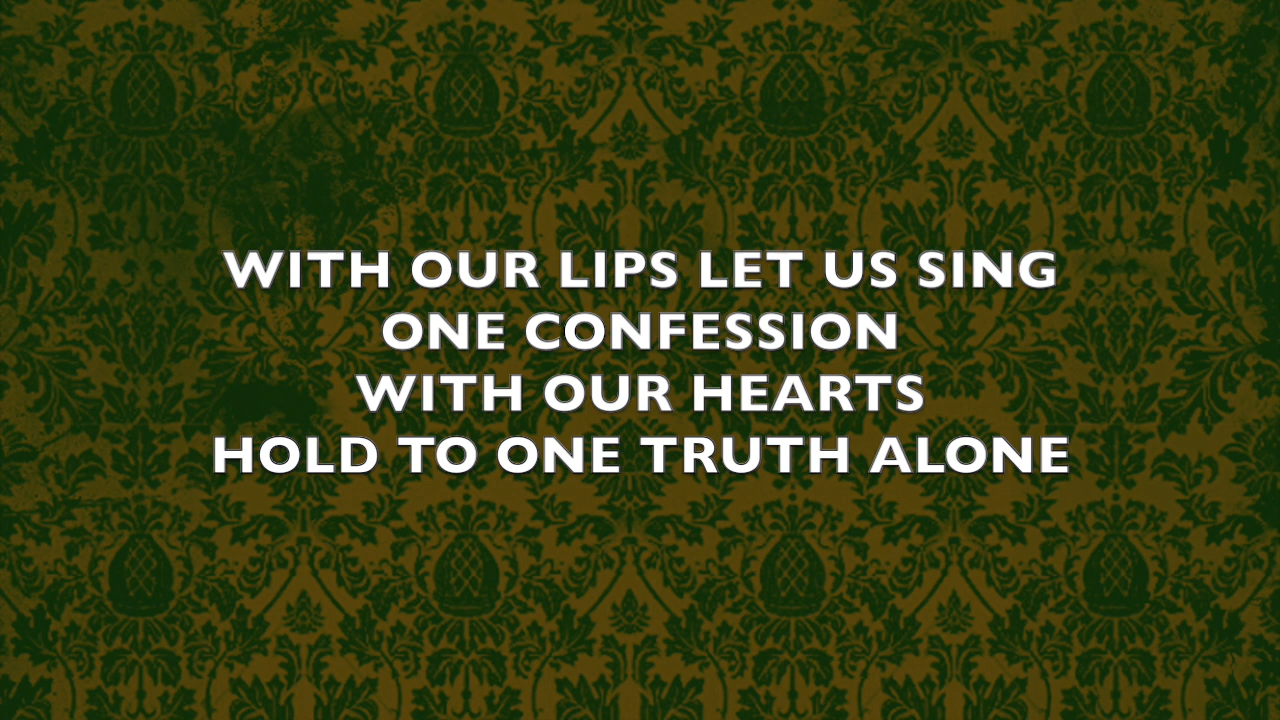 WITH OUR LIPS LET US SING
ONE CONFESSION
WITH OUR HEARTS
HOLD TO ONE TRUTH ALONE